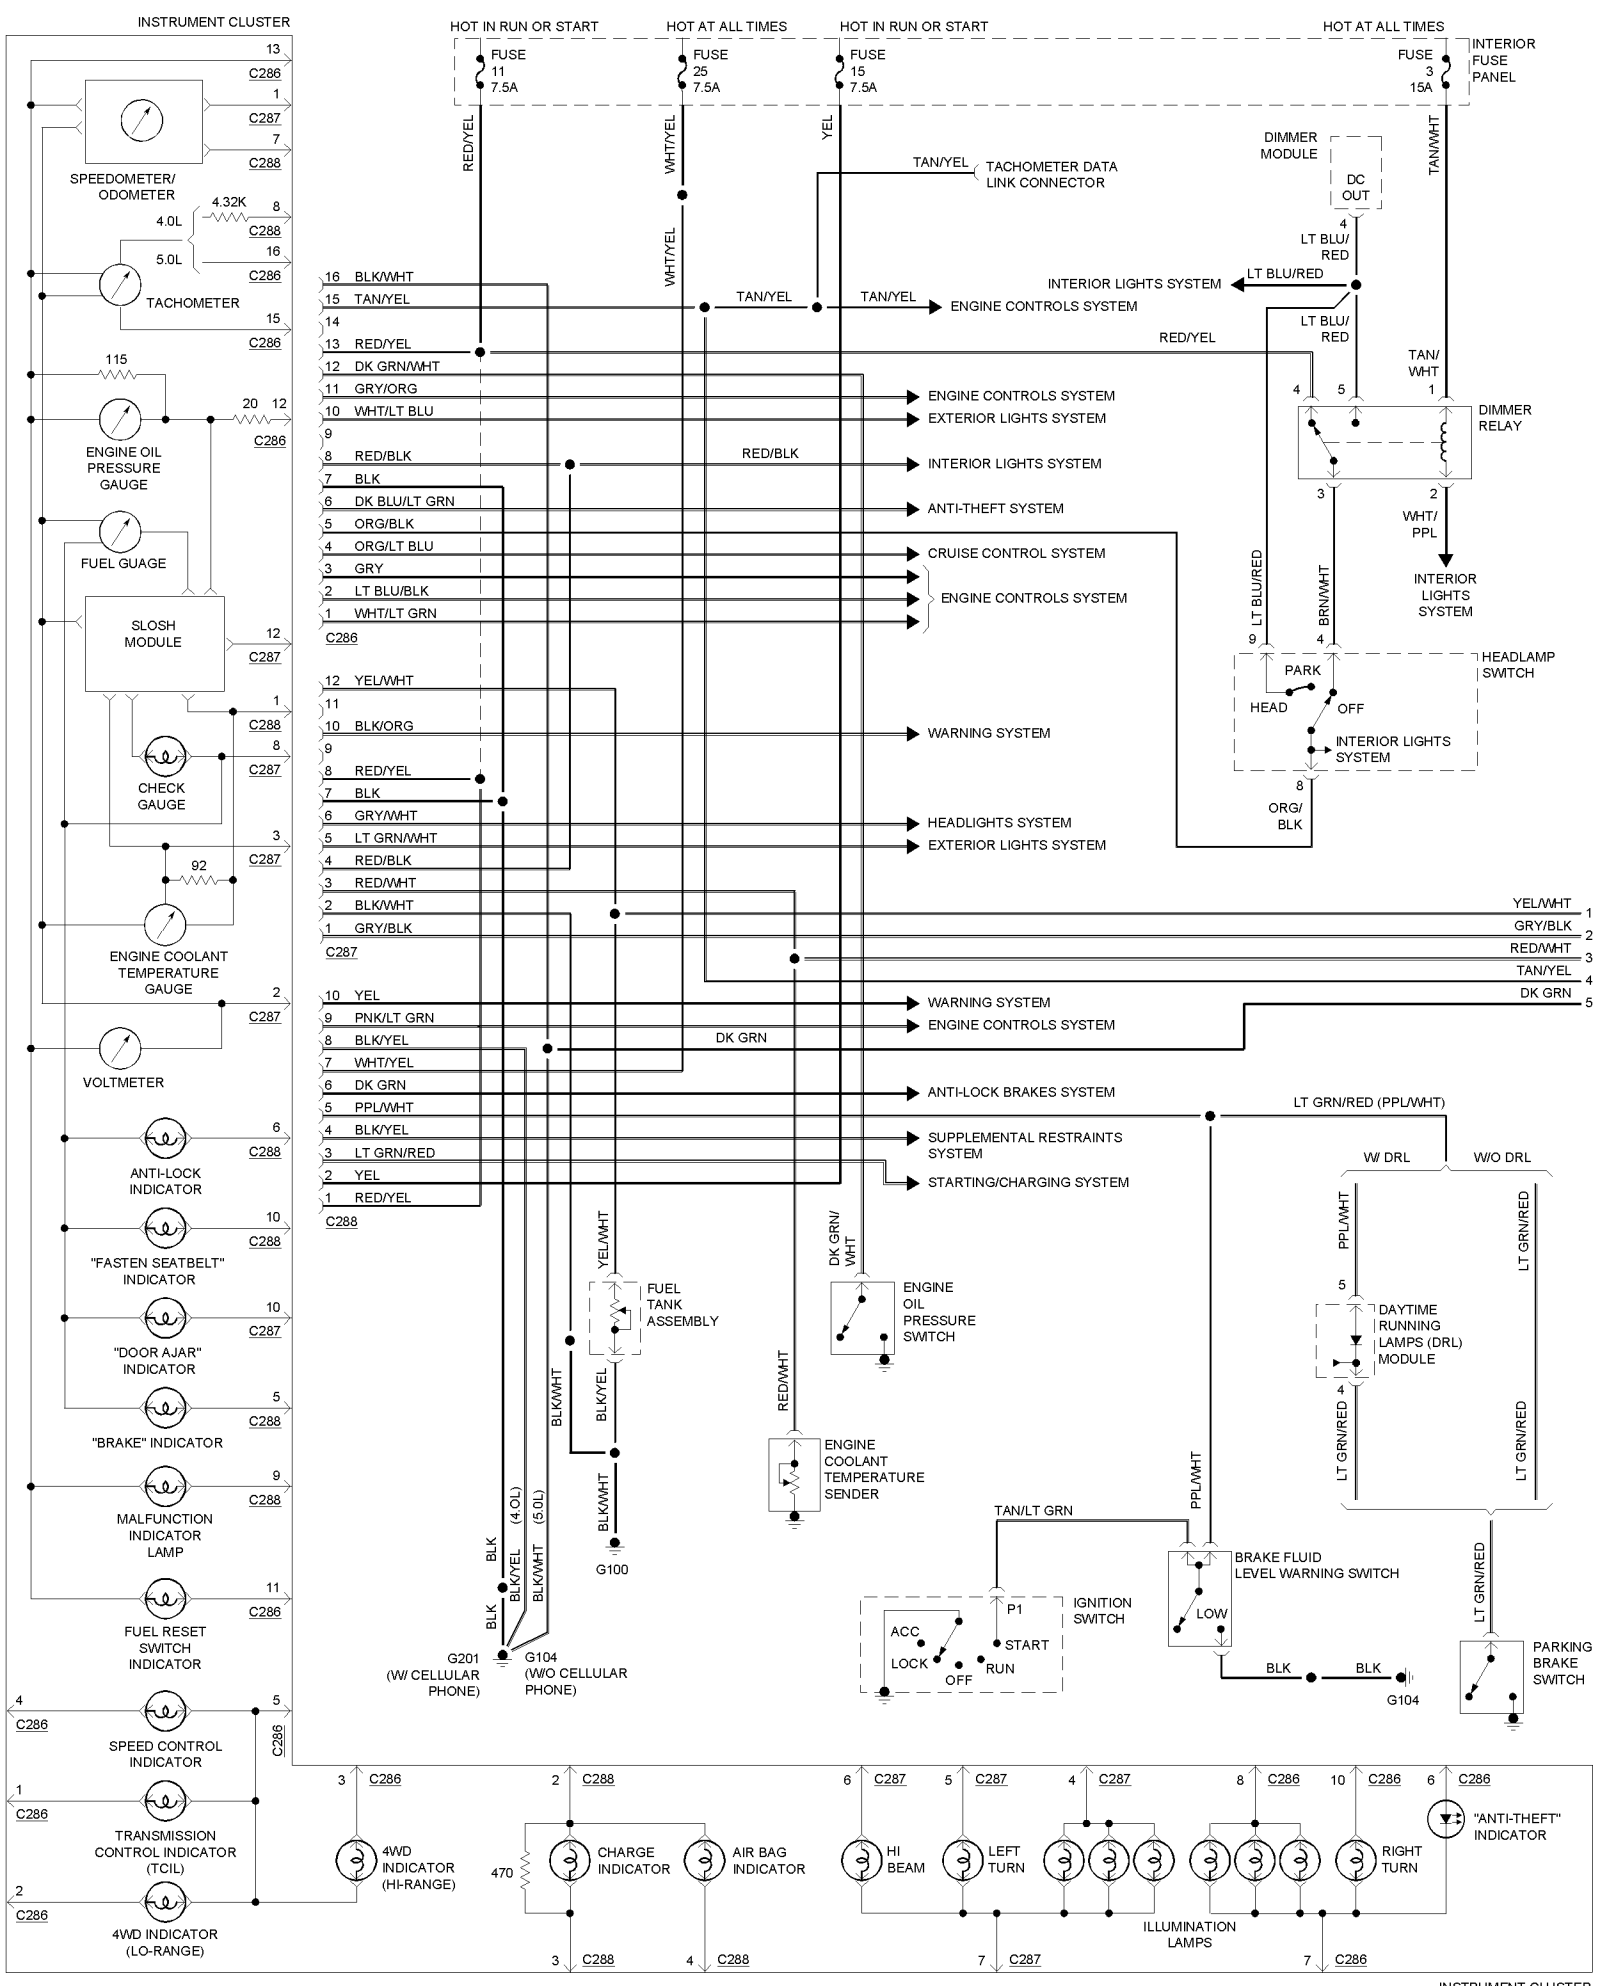 INSTRUMENT CLUSTER
HOT IN RUN OR START
HOT AT ALL TIMES
HOT IN RUN OR START
HOT AT ALL TIMES
FUSE
11
7.5A
FUSE
25
7.5A
FUSE
15
7.5A
FUSE
3
15A
INTERIOR
FUSE
PANEL
RED/YEL
WHT/YEL
WHT/YEL
YEL
TAN/WHT
13
C286
1
C287
7
C288
SPEEDOMETER/
ODOMETER
4.0L
4.32K
8
C288
5.0L
16
C286
TACHOMETER
15
C286
115
20
12
C286
ENGINE OIL
PRESSURE
GAUGE
FUEL GUAGE
SLOSH
MODULE
12
C287
1
C288
8
C287
CHECK
GAUGE
3
C287
92
ENGINE COOLANT
TEMPERATURE
GAUGE
2
C287
VOLTMETER
6
C288
ANTI-LOCK
INDICATOR
10
C288
"FASTEN SEATBELT"
INDICATOR
10
C287
"DOOR AJAR"
INDICATOR
5
C288
"BRAKE" INDICATOR
9
C288
MALFUNCTION
INDICATOR
LAMP
11
C286
FUEL RESET
SWITCH
INDICATOR
4
C286
5
C286
SPEED CONTROL
INDICATOR
1
C286
TRANSMISSION
CONTROL INDICATOR
(TCIL)
2
C286
4WD INDICATOR
(LO-RANGE)
TAN/YEL
TACHOMETER DATA
LINK CONNECTOR
DIMMER
MODULE
DC
OUT
4
LT BLU/
RED
INTERIOR LIGHTS SYSTEM
LT BLU/RED
LT BLU/
RED
16 BLK/WHT
15 TAN/YEL
TAN/YEL
TAN/YEL
ENGINE CONTROLS SYSTEM
14
13 RED/YEL
RED/YEL
12 DK GRN/WHT
11 GRY/ORG
ENGINE CONTROLS SYSTEM
10 WHT/LT BLU
EXTERIOR LIGHTS SYSTEM
9
8 RED/BLK
RED/BLK
INTERIOR LIGHTS SYSTEM
7 BLK
6 DK BLU/LT GRN
ANTI-THEFT SYSTEM
5 ORG/BLK
4 ORG/LT BLU
CRUISE CONTROL SYSTEM
3 GRY
2 LT BLU/BLK
ENGINE CONTROLS SYSTEM
1 WHT/LT GRN
C286
TAN/
WHT
4
5
1
DIMMER
RELAY
3
2
WHT/
PPL
INTERIOR
LIGHTS
SYSTEM
LT BLU/RED
BRN/WHT
9
4
HEADLAMP
SWITCH
PARK
HEAD
OFF
INTERIOR LIGHTS
SYSTEM
8
ORG/
BLK
12 YEL/WHT
11
10 BLK/ORG
WARNING SYSTEM
9
8 RED/YEL
7 BLK
6 GRY/WHT
HEADLIGHTS SYSTEM
5 LT GRN/WHT
EXTERIOR LIGHTS SYSTEM
4 RED/BLK
3 RED/WHT
2 BLK/WHT
1 GRY/BLK
C287
YEL/WHT 1
GRY/BLK 2
RED/WHT 3
TAN/YEL 4
DK GRN 5
10 YEL
WARNING SYSTEM
9 PNK/LT GRN
ENGINE CONTROLS SYSTEM
8 BLK/YEL
DK GRN
7 WHT/YEL
6 DK GRN
ANTI-LOCK BRAKES SYSTEM
5 PPL/WHT
LT GRN/RED (PPL/WHT)
4 BLK/YEL
SUPPLEMENTAL RESTRAINTS
SYSTEM
3 LT GRN/RED
2 YEL
STARTING/CHARGING SYSTEM
1 RED/YEL
C288
W/ DRL
W/O DRL
YEL/WHT
FUEL
TANK
ASSEMBLY
DK GRN/
WHT
ENGINE
OIL
PRESSURE
SWITCH
PPL/WHT
LT GRN/RED
5
DAYTIME
RUNNING
LAMPS (DRL)
MODULE
4
LT GRN/RED
LT GRN/RED
BLK/WHT
BLK/YEL
RED/WHT
ENGINE
COOLANT
TEMPERATURE
SENDER
BLK/WHT
G100
BLK
BLK/YEL
(4.0L)
BLK/WHT
(5.0L)
BLK
G201
(W/ CELLULAR
PHONE)
G104
(W/O CELLULAR
PHONE)
TAN/LT GRN
PPL/WHT
P1
IGNITION
SWITCH
ACC
LOCK
OFF
RUN
START
BRAKE FLUID
LEVEL WARNING SWITCH
LOW
BLK
BLK
G104
LT GRN/RED
PARKING
BRAKE
SWITCH
3 C286
2 C288
6 C287
5 C287
4 C287
8 C286
10 C286
6 C286
4WD
INDICATOR
(HI-RANGE)
470
CHARGE
INDICATOR
AIR BAG
INDICATOR
HI
BEAM
LEFT
TURN
RIGHT
TURN
"ANTI-THEFT"
INDICATOR
ILLUMINATION
LAMPS
3 C288
4 C288
7 C287
7 C286
INSTRUMENT CLUSTER